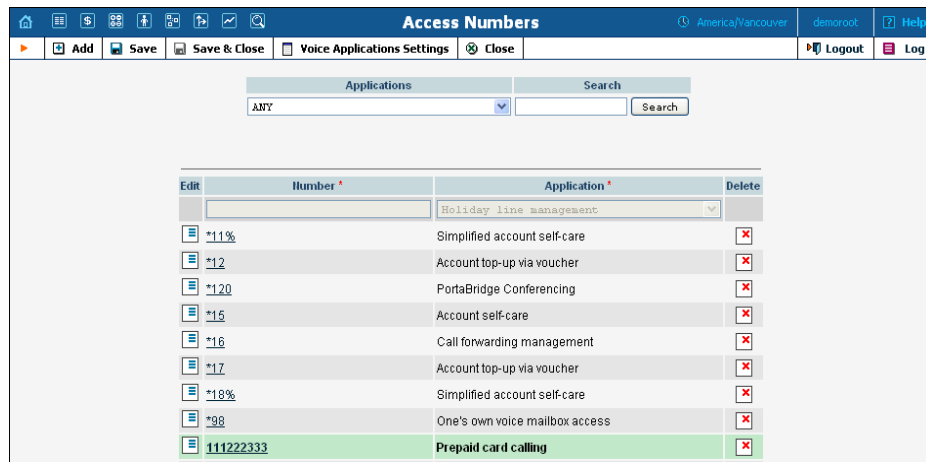 Access Numbers America/Vancouver demoroot ? Help
Add Save Save & Close Voice Applications Settings Close Logout Log
Applications Search
ANY Search
Edit Number * Application * Delete
Holiday line management
*11% Simplified account self-care
*12 Account top-up via voucher
*120 PortaBridge Conferencing
*15 Account self-care
*16 Call forwarding management
*17 Account top-up via voucher
*18% Simplified account self-care
*98 One's own voice mailbox access
111222333 Prepaid card calling